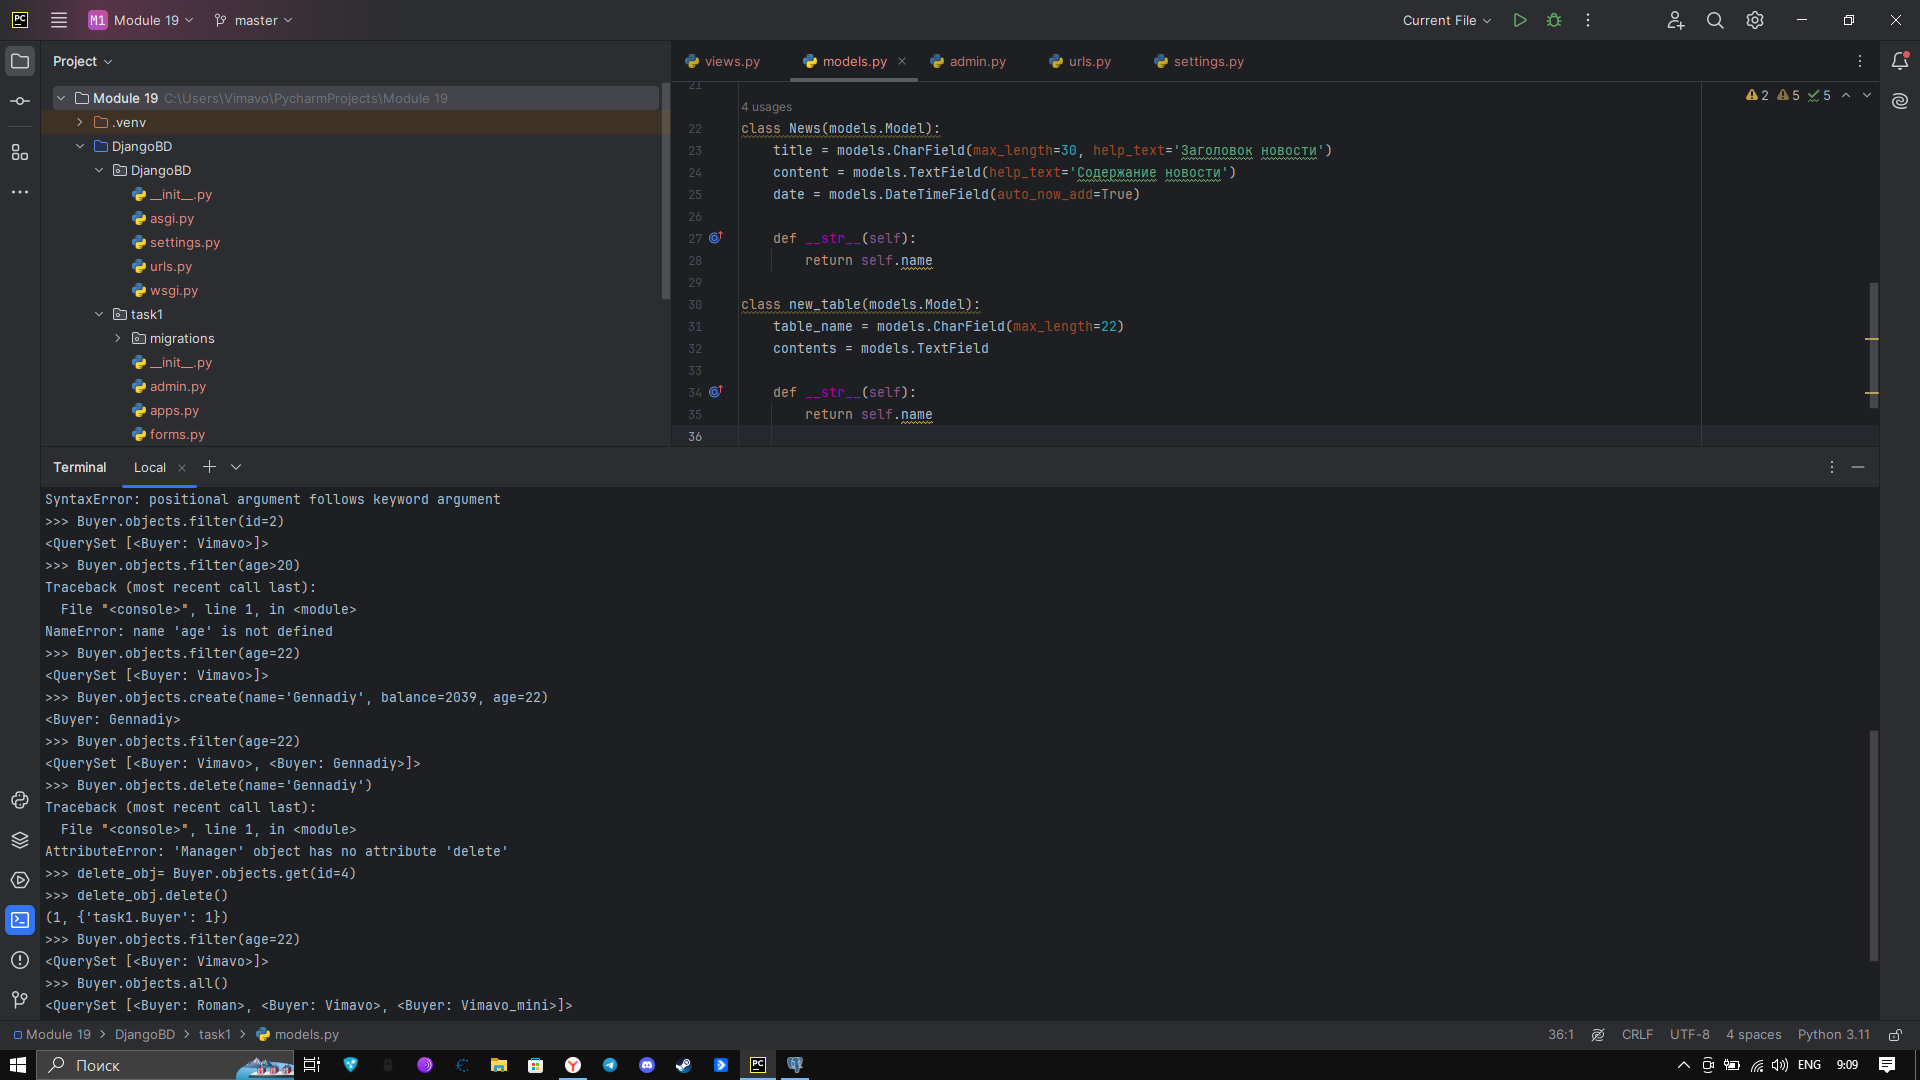 PC
M1 Module 19
master
Current File
Project
Module 19 C:\Users\Vimavo\PycharmProjects\Module 19
.venv
DjangoBD
DjangoBD
__init__.py
asgi.py
settings.py
urls.py
wsgi.py
task1
migrations
__init__.py
admin.py
apps.py
forms.py
views.py models.py admin.py urls.py settings.py
2 5 5
21
4 usages
22 class News(models.Model):
23 title = models.CharField(max_length=30, help_text='Заголовок новости')
24 content = models.TextField(help_text='Содержание новости')
25 date = models.DateTimeField(auto_now_add=True)
26
27 def __str__(self):
28 return self.name
29
30 class new_table(models.Model):
31 table_name = models.CharField(max_length=22)
32 contents = models.TextField
33
34 def __str__(self):
35 return self.name
36
Terminal Local
SyntaxError: positional argument follows keyword argument
>>> Buyer.objects.filter(id=2)
<QuerySet [<Buyer: Vimavo>]>
>>> Buyer.objects.filter(age>20)
Traceback (most recent call last):
File "<console>", line 1, in <module>
NameError: name 'age' is not defined
>>> Buyer.objects.filter(age=22)
<QuerySet [<Buyer: Vimavo>]>
>>> Buyer.objects.create(name='Gennadiy', balance=2039, age=22)
<Buyer: Gennadiy>
>>> Buyer.objects.filter(age=22)
<QuerySet [<Buyer: Vimavo>, <Buyer: Gennadiy>]>
>>> Buyer.objects.delete(name='Gennadiy')
Traceback (most recent call last):
File "<console>", line 1, in <module>
AttributeError: 'Manager' object has no attribute 'delete'
>>> delete_obj= Buyer.objects.get(id=4)
>>> delete_obj.delete()
(1, {'task1.Buyer': 1})
>>> Buyer.objects.filter(age=22)
<QuerySet [<Buyer: Vimavo>]>
>>> Buyer.objects.all()
<QuerySet [<Buyer: Roman>, <Buyer: Vimavo>, <Buyer: Vimavo_mini>]>
Module 19 > DjangoBD > task1 > models.py
36:1 CRLF UTF-8 4 spaces Python 3.11
Поиск
PC
ENG 9:09